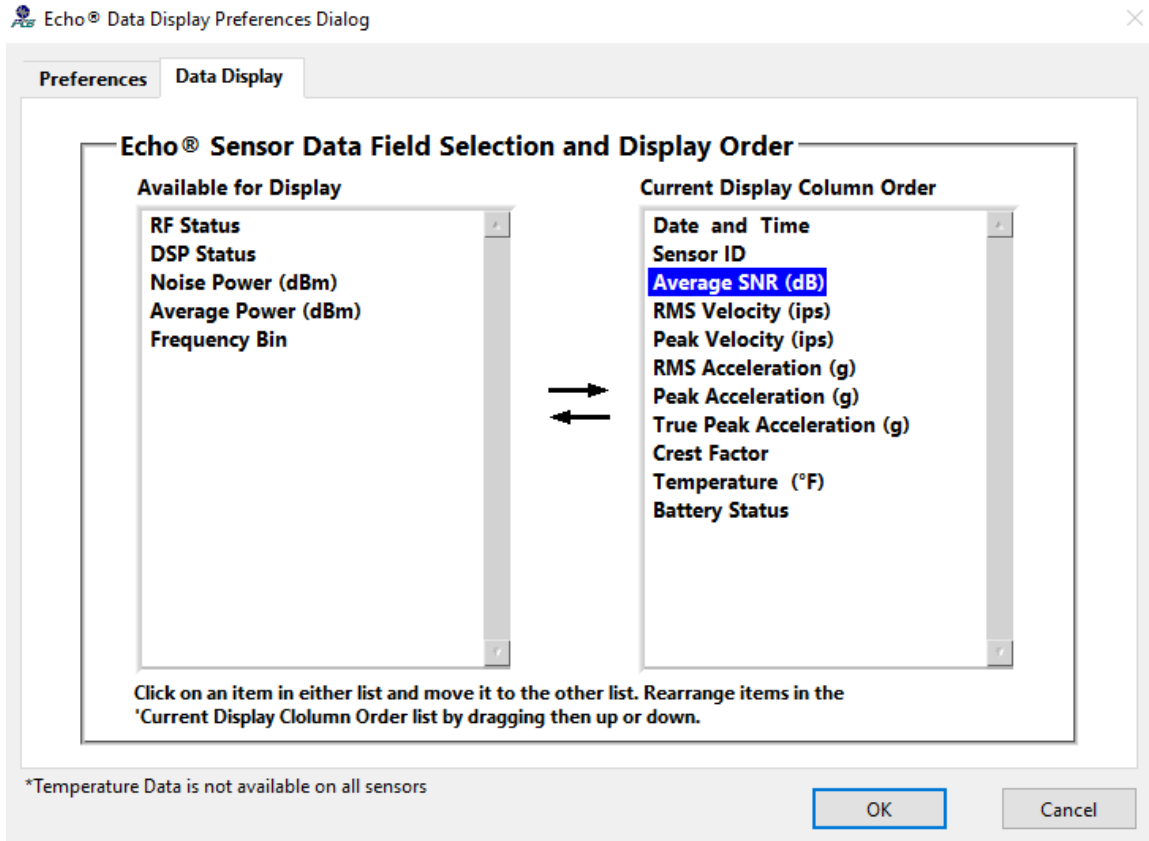 PCB
Echo® Data Display Preferences Dialog
Preferences
Data Display
Echo® Sensor Data Field Selection and Display Order
Available for Display
RF Status
DSP Status
Noise Power (dBm)
Average Power (dBm)
Frequency Bin
Current Display Column Order
Date and Time
Sensor ID
Average SNR (dB)
RMS Velocity (ips)
Peak Velocity (ips)
RMS Acceleration (g)
Peak Acceleration (g)
True Peak Acceleration (g)
Crest Factor
Temperature (°F)
Battery Status
Click on an item in either list and move it to the other list. Rearrange items in the
'Current Display Clolumn Order list by dragging then up or down.
*Temperature Data is not available on all sensors
OK
Cancel